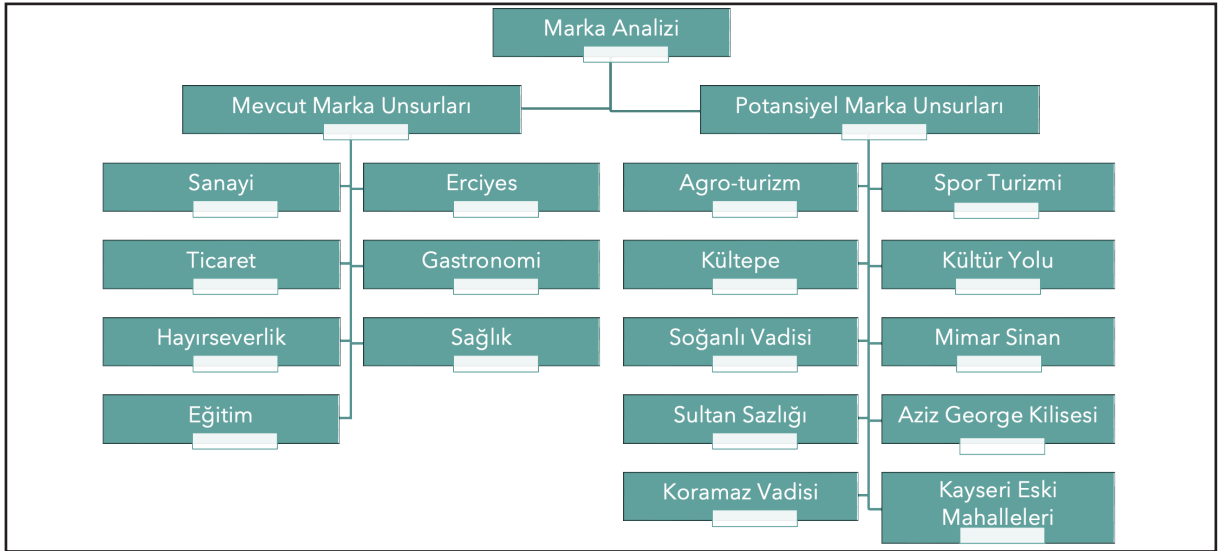 Marka Analizi
Mevcut Marka Unsurları
Potansiyel Marka Unsurları
Sanayi
Erciyes
Ticaret
Gastronomi
Hayırseverlik
Sağlık
Eğitim
Agro-turizm
Spor Turizmi
Kültepe
Kültür Yolu
Soğanlı Vadisi
Mimar Sinan
Sultan Sazlığı
Aziz George Kilisesi
Koramaz Vadisi
Kayseri Eski
Mahalleleri